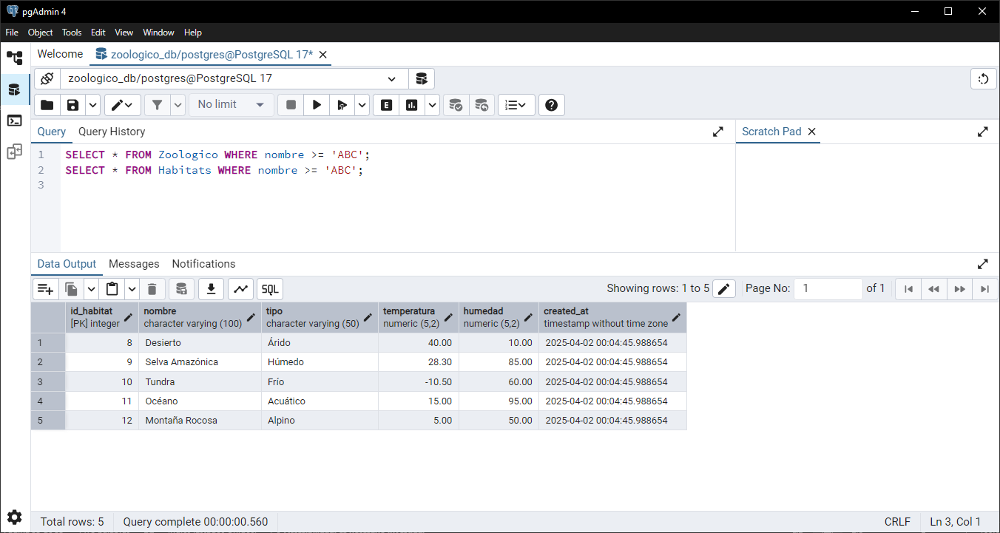 pgAdmin 4
File Object Tools Edit View Window Help
Welcome zoologico_db/postgres@PostgreSQL 17*
zoologico_db/postgres@PostgreSQL 17
No limit E
Query Query History Scratch Pad
1 SELECT * FROM Zoologico WHERE nombre >= 'ABC';
2 SELECT * FROM Habitats WHERE nombre >= 'ABC';
3
Data Output Messages Notifications
SQL Showing rows: 1 to 5 Page No: 1 of 1
id_habitat nombre tipo temperatura humedad created_at
[PK] integer character varying (100) character varying (50) numeric (5,2) numeric (5,2) timestamp without time zone
1 8 Desierto Árido 40.00 10.00 2025-04-02 00:04:45.988654
2 9 Selva Amazónica Húmedo 28.30 85.00 2025-04-02 00:04:45.988654
3 10 Tundra Frío -10.50 60.00 2025-04-02 00:04:45.988654
4 11 Océano Acuático 15.00 95.00 2025-04-02 00:04:45.988654
5 12 Montaña Rocosa Alpino 5.00 50.00 2025-04-02 00:04:45.988654
Total rows: 5 Query complete 00:00:00.560 CRLF Ln 3, Col 1